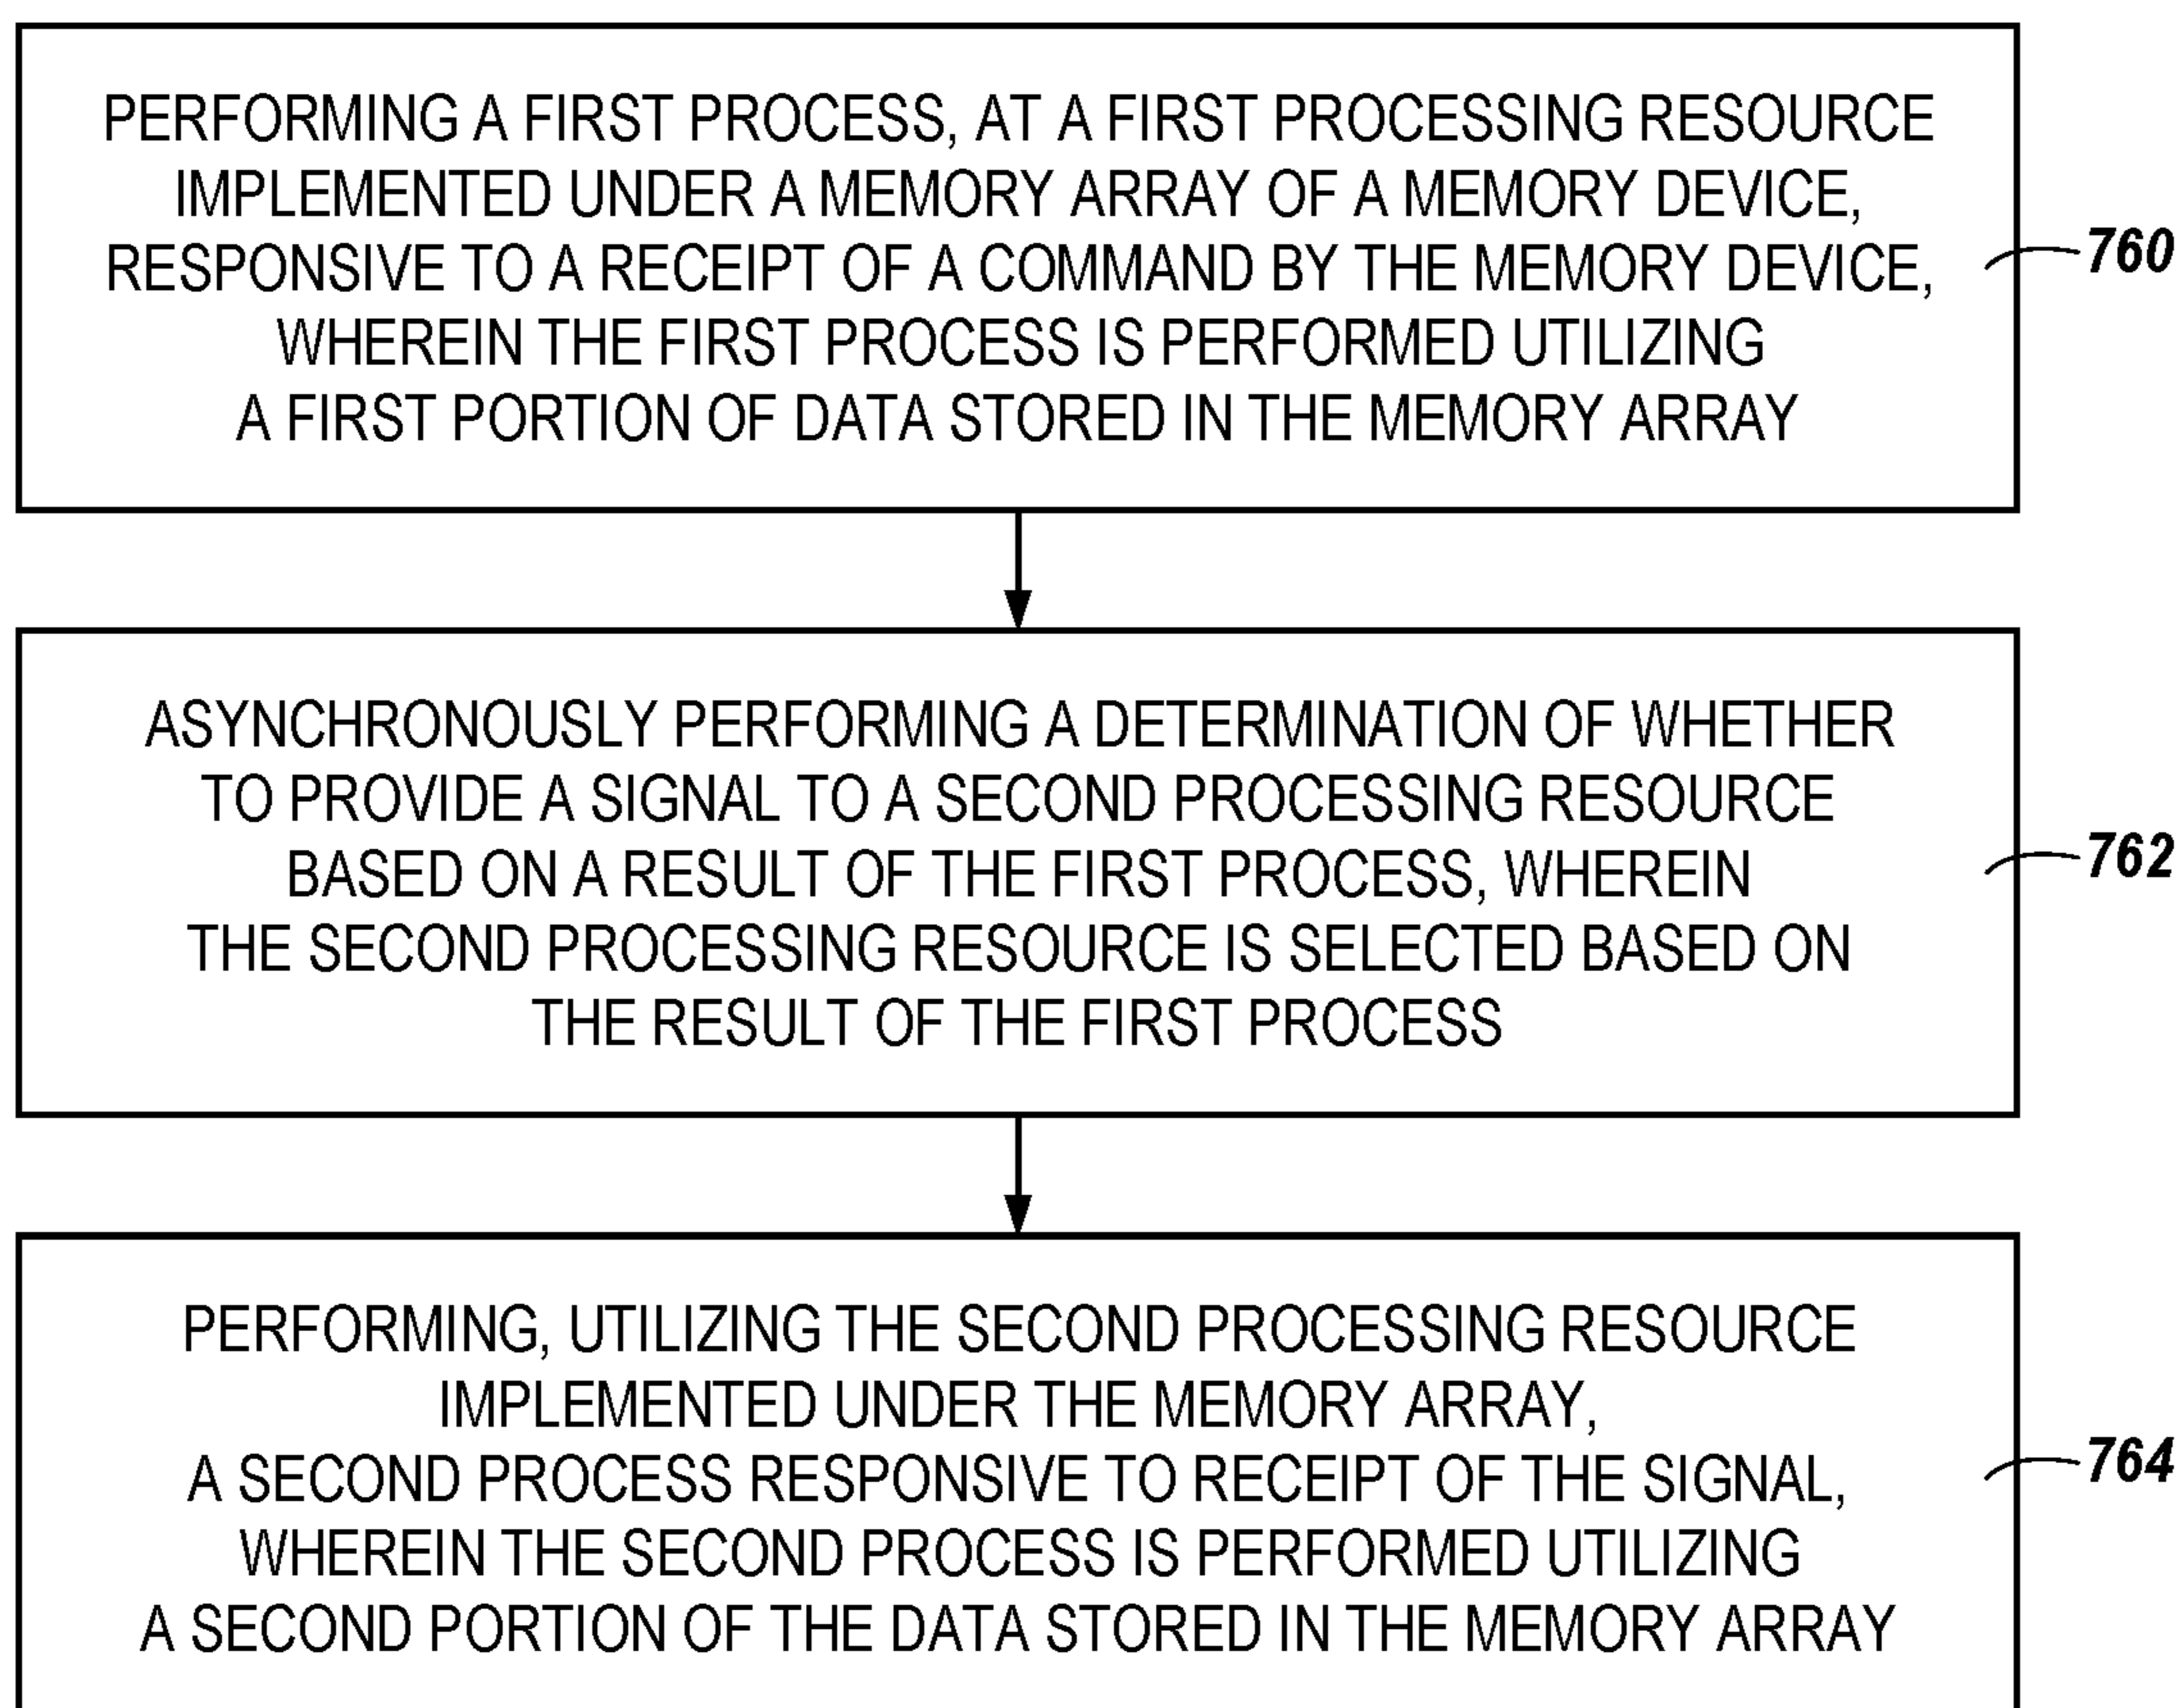 PERFORMING A FIRST PROCESS, AT A FIRST PROCESSING RESOURCE
IMPLEMENTED UNDER A MEMORY ARRAY OF A MEMORY DEVICE,
RESPONSIVE TO A RECEIPT OF A COMMAND BY THE MEMORY DEVICE,
WHEREIN THE FIRST PROCESS IS PERFORMED UTILIZING
A FIRST PORTION OF DATA STORED IN THE MEMORY ARRAY
760
ASYNCHRONOUSLY PERFORMING A DETERMINATION OF WHETHER
TO PROVIDE A SIGNAL TO A SECOND PROCESSING RESOURCE
BASED ON A RESULT OF THE FIRST PROCESS, WHEREIN
THE SECOND PROCESSING RESOURCE IS SELECTED BASED ON
THE RESULT OF THE FIRST PROCESS
762
PERFORMING, UTILIZING THE SECOND PROCESSING RESOURCE
IMPLEMENTED UNDER THE MEMORY ARRAY,
A SECOND PROCESS RESPONSIVE TO RECEIPT OF THE SIGNAL,
WHEREIN THE SECOND PROCESS IS PERFORMED UTILIZING
A SECOND PORTION OF THE DATA STORED IN THE MEMORY ARRAY
764